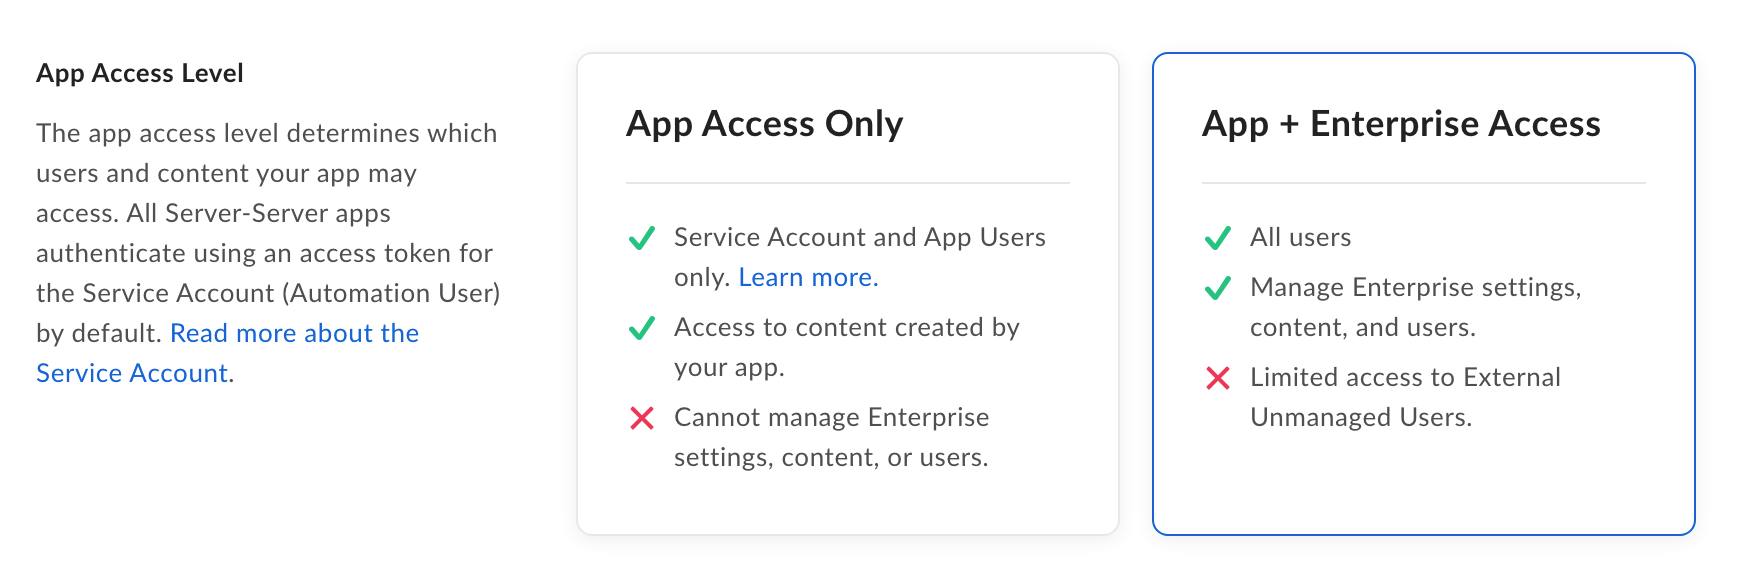 App Access Level
The app access level determines which
users and content your app may
access. All Server-Server apps
authenticate using an access token for
the Service Account (Automation User)
by default. Read more about the
Service Account.
App Access Only
Service Account and App Users
only. Learn more.
Access to content created by
your app.
Cannot manage Enterprise
settings, content, or users.
App + Enterprise Access
All users
Manage Enterprise settings,
content, and users.
Limited access to External
Unmanaged Users.